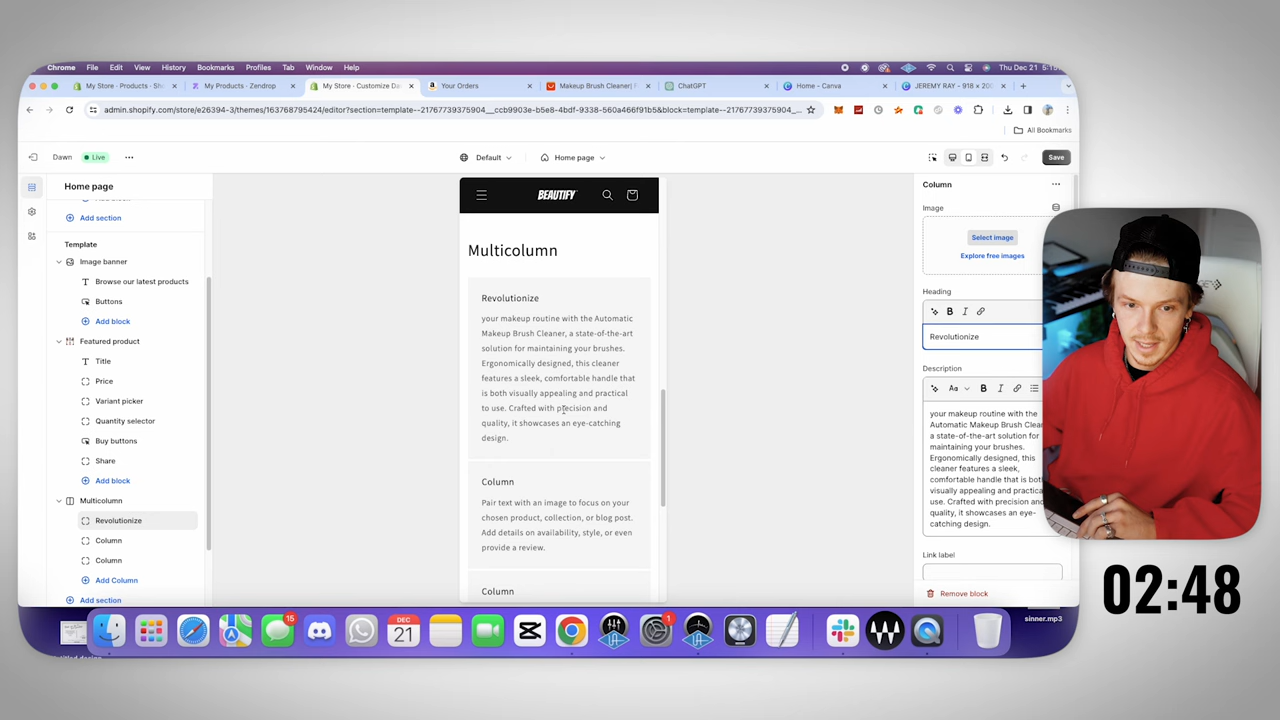 Chrome File Edit View History Bookmarks Profiles Tab Window Help
Thu Dec 21
My Store · Products · Sh
My Products - Zendrop
My Store · Customize Da
Your Orders
Makeup Brush Cleaner|
ChatGPT
Home - Canva
JEREMY RAY - 918 × 20
admin.shopify.com/store/e26394-3/themes/163768795424/editor?section=template--21767739375904__ccb9903e-b5e8-4bdf-9338-560a466f5bf9&block=template--21767739375904__...
All Bookmarks
Dawn
Live
Default
Home page
Save
Home page
Add section
Template
Image banner
Browse our latest products
Buttons
Add block
Featured product
Title
Price
Variant picker
Quantity selector
Buy buttons
Share
Add block
Multicolumn
Revolutionize
Column
Column
Add Column
Add section
BEAUTIFY
Multicolumn
Revolutionize
your makeup routine with the Automatic
Makeup Brush Cleaner, a state-of-the-art
solution for maintaining your brushes.
Ergonomically designed, this cleaner
features a sleek, comfortable handle that
is both visually appealing and practical
to use. Crafted with precision and
quality, it showcases an eye-catching
design.
Column
Pair text with an image to focus on your
chosen product, collection, or blog post.
Add details on availability, style, or even
provide a review.
Column
Column
Image
Select image
Explore free images
Heading
B I
Revolutionize
Description
Aa B I
your makeup routine with the
Automatic Makeup Brush Clean
a state-of-the-art solution for
maintaining your brushes.
Ergonomically designed, this
cleaner features a sleek,
comfortable handle that is both
visually appealing and practica
use. Crafted with precision and
quality, it showcases an eye-
catching design.
Link label
Remove block
02:48
15
DEC
21
1
sinner.mp3